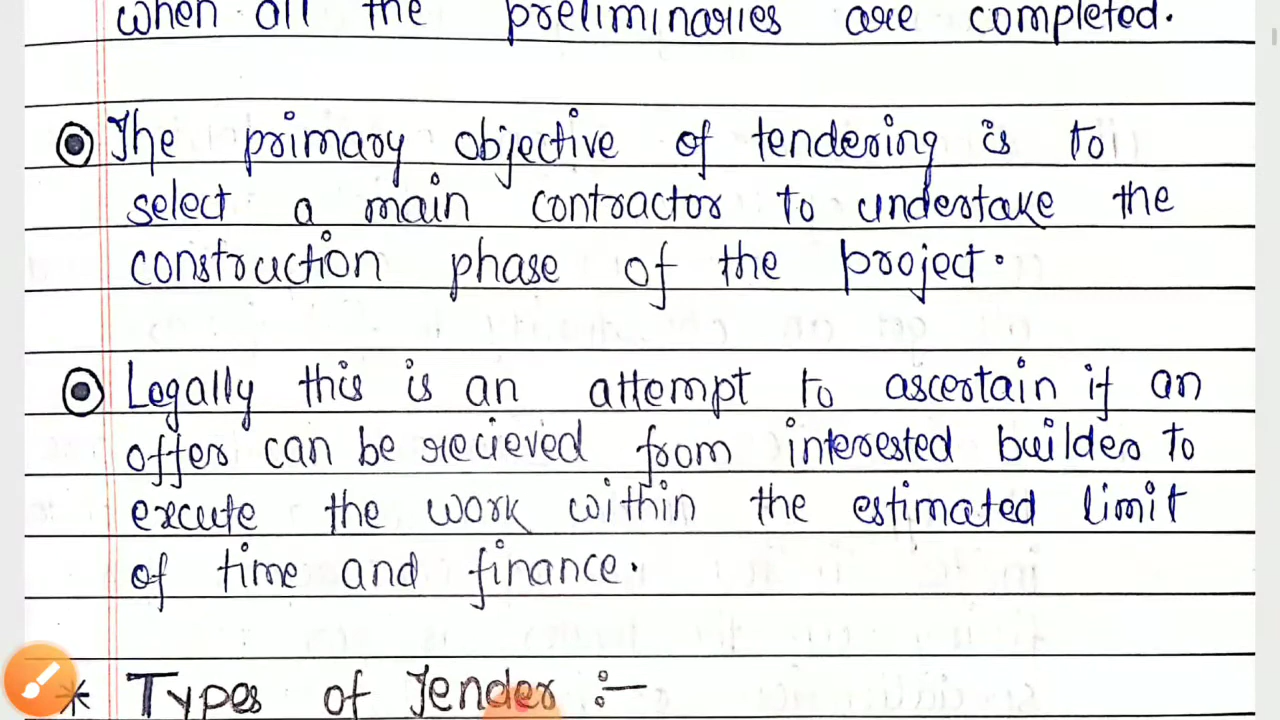 when all the preliminaries are completed.
The primary objective of tendering is to
select a main contractor to undertake the
construction phase of the project.
Legally this is an attempt to ascertain if an
offer can be recieved from interested builder to
excute the work within the estimated limit
of time and finance.
* Types of Tender :-